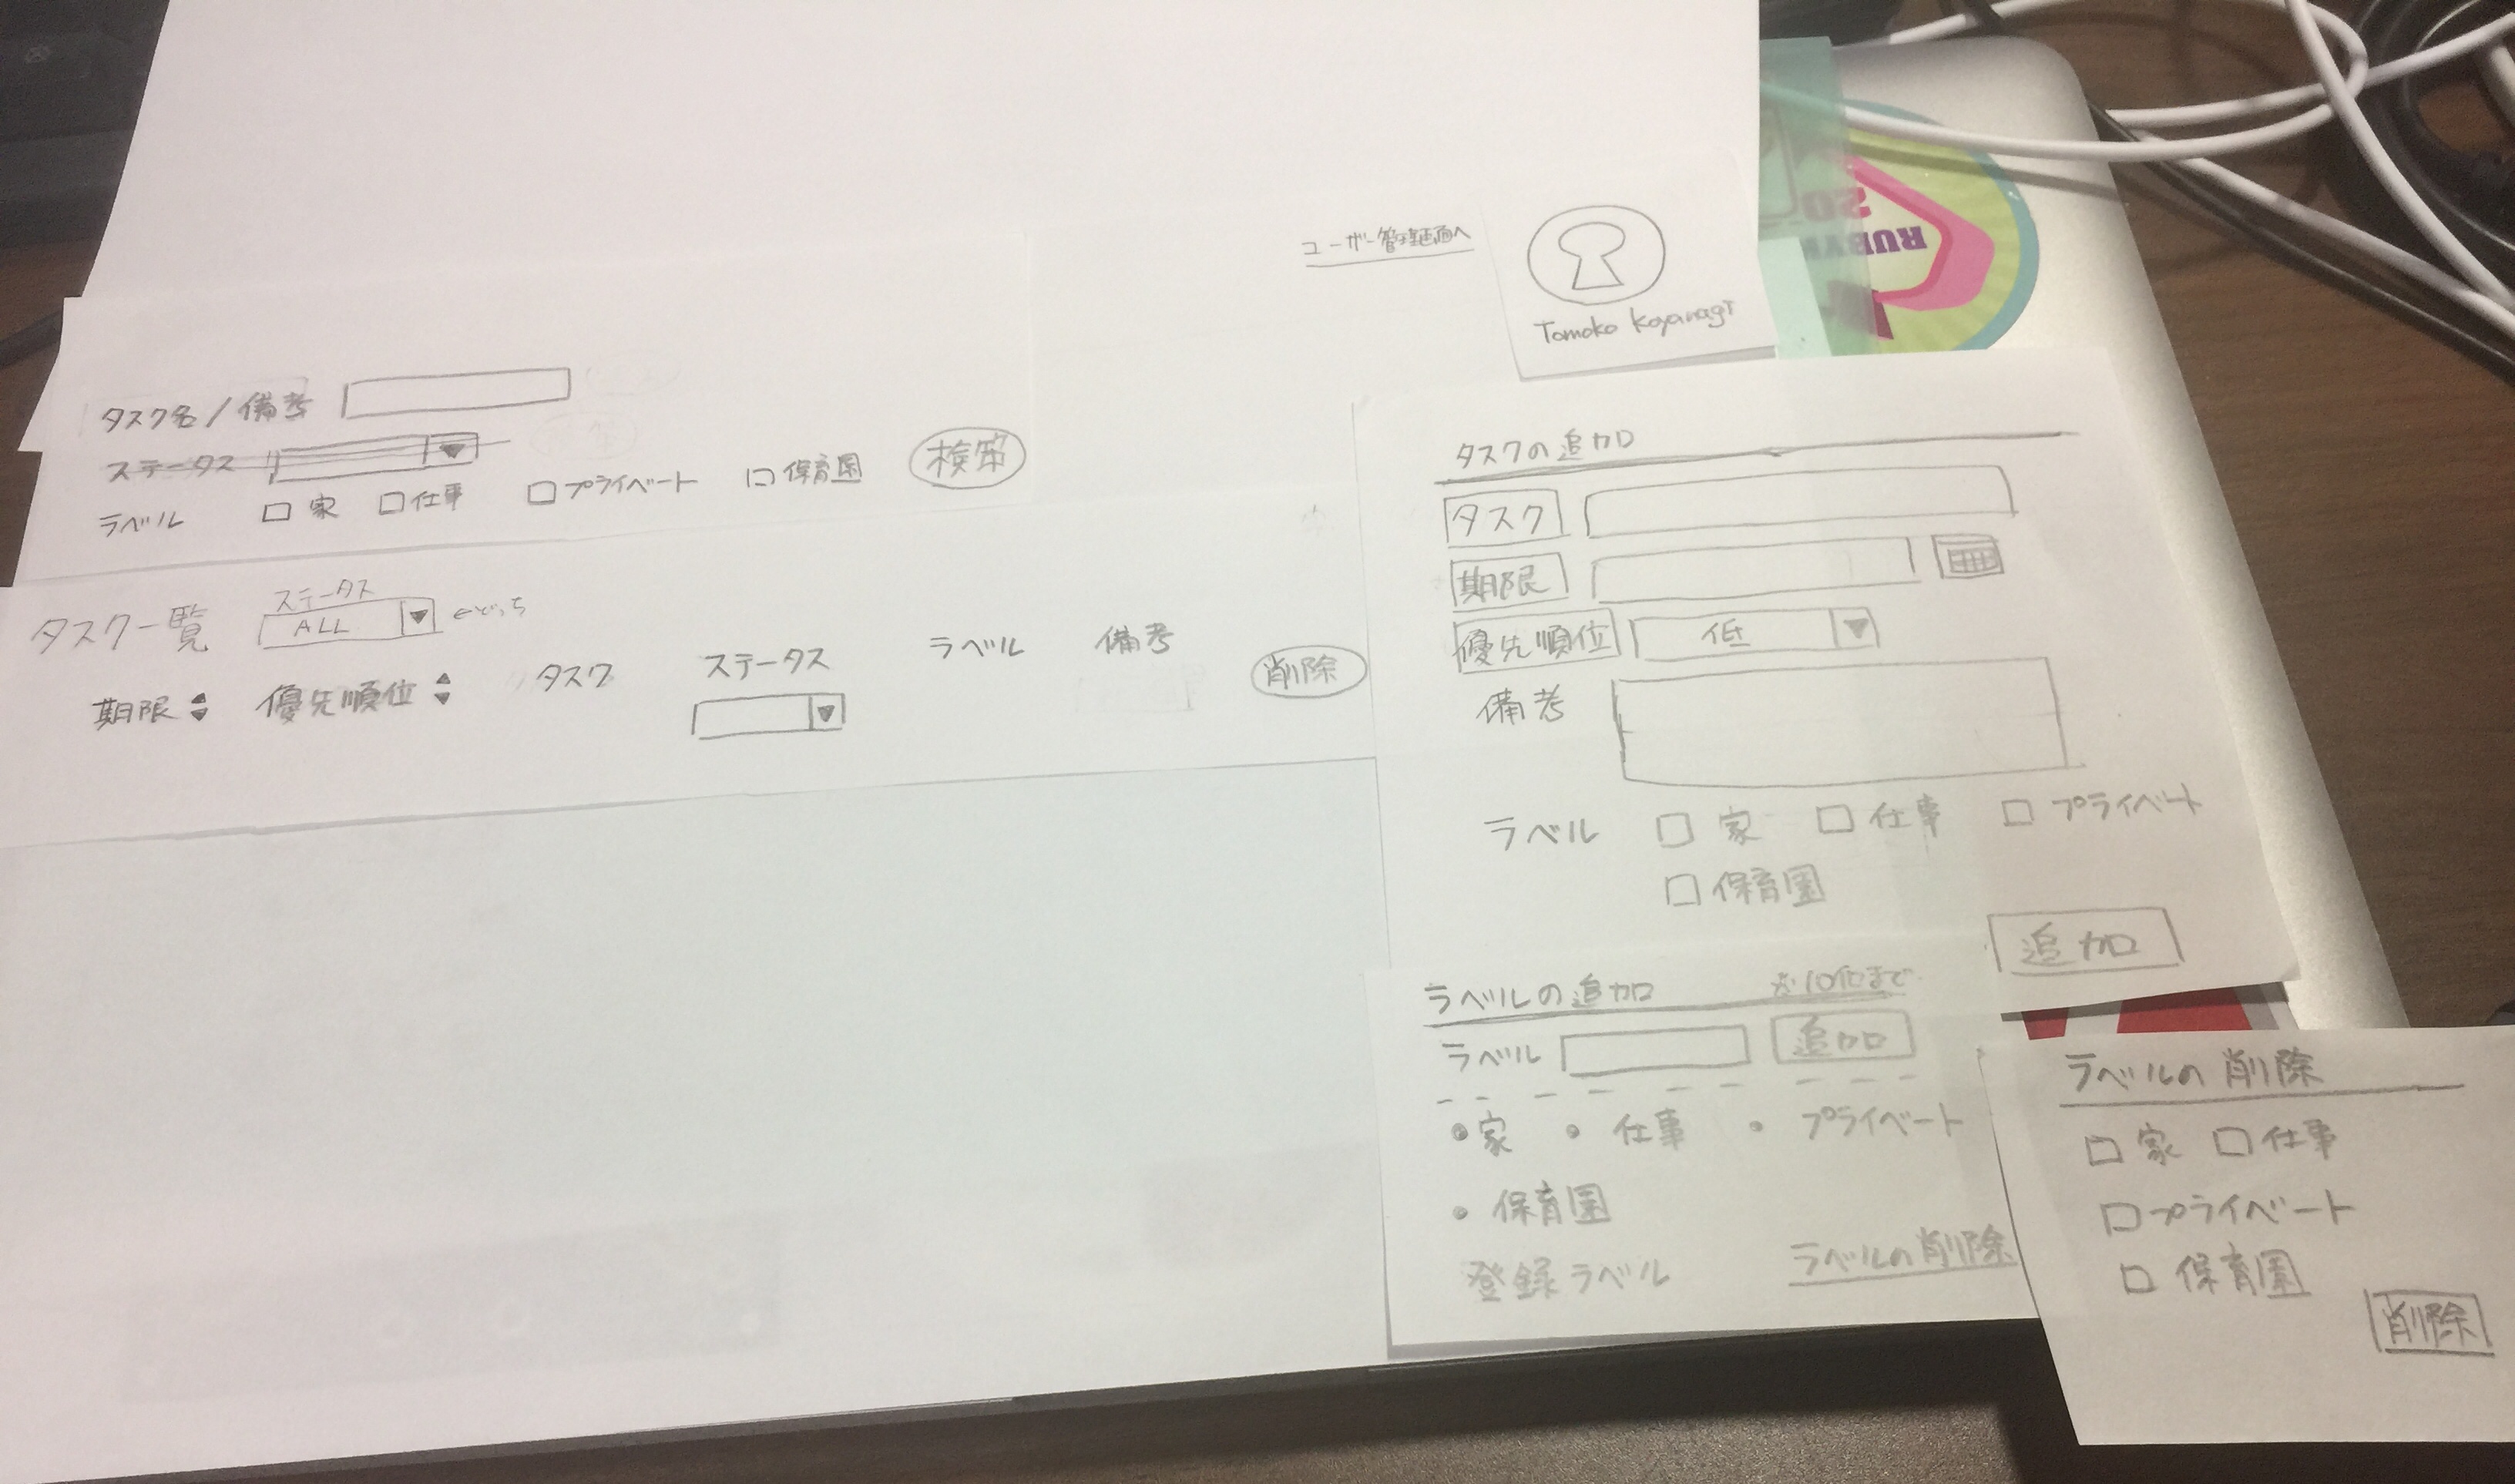 ユーザー管理画面へ
Tomoko Koyanagi
タスク名/備考
ステータス
ラベル □ 家 □ 仕事 □ プライベート □ 保育園 検索
タスク一覧 ステータス ALL ▼ ←どっち
期限 優先順位 タスク ステータス ラベル 備考 削除
タスクの追加
タスク
期限
優先順位 低 ▼
備考
ラベル □ 家 □ 仕事 □ プライベート
□ 保育園
追加
ラベルの追加 ※10個まで
ラベル 追加
・家 ・仕事 ・プライベート
・保育園
登録ラベル ラベルの削除
ラベルの削除
□ 家 □ 仕事
□ プライベート
□ 保育園
削除